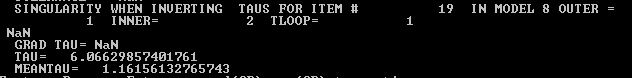 SINGULARITY WHEN INVERTING TAUS FOR ITEM # 19 IN MODEL 8 OUTER =
1 INNER= 2 TLOOP= 1
NaN
GRAD TAU= NaN
TAU= 6.06629857401761
MEANTAU= 1.16156132765743